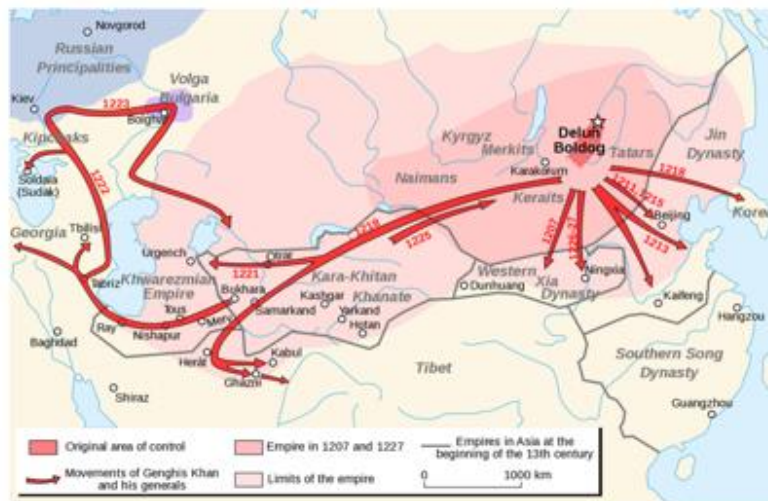 Novgorod
Russian
Principalities
Volga
Bulgaria
Kiev
1223
Bolghar
Kipchaks
1222
Soldaia
(Sudak)
Georgia
Tbilisi
Tabriz
Urgench
Khwarezmian
Empire
Otrar
1221
Bukhara
Samarkand
Ray
Tous
Merv
Nishapur
Baghdad
Shiraz
Herat
Kabul
Ghazni
1219
1225
Kara-Khitan
Khanate
Kashgar
Yarkand
Hotan
Naimans
Kyrgyz
Merkits
Karakorum
Keraits
Delun
Boldog
Tatars
Jin
Dynasty
1218
1211, 1215
Beijing
Korea
1213
1207
Western
Xia
Dynasty
Dunhuang
Ningxia
Kaifeng
Hangzou
Tibet
Southern Song
Dynasty
Guangzhou
Original area of control
Empire in 1207 and 1227
Empires in Asia at the
beginning of the 13th century
Movements of Genghis Khan
and his generals
Limits of the empire
0 1000 km